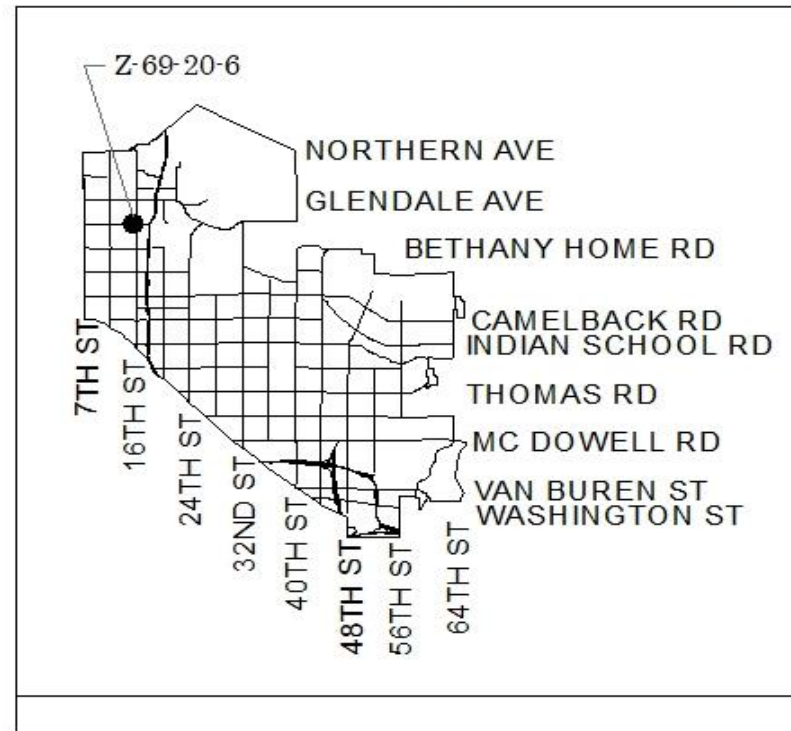 Z-69-20-6
NORTHERN AVE
GLENDALE AVE
BETHANY HOME RD
CAMELBACK RD
INDIAN SCHOOL RD
THOMAS RD
MC DOWELL RD
VAN BUREN ST
WASHINGTON ST
7TH ST
16TH ST
24TH ST
32ND ST
40TH ST
48TH ST
56TH ST
64TH ST